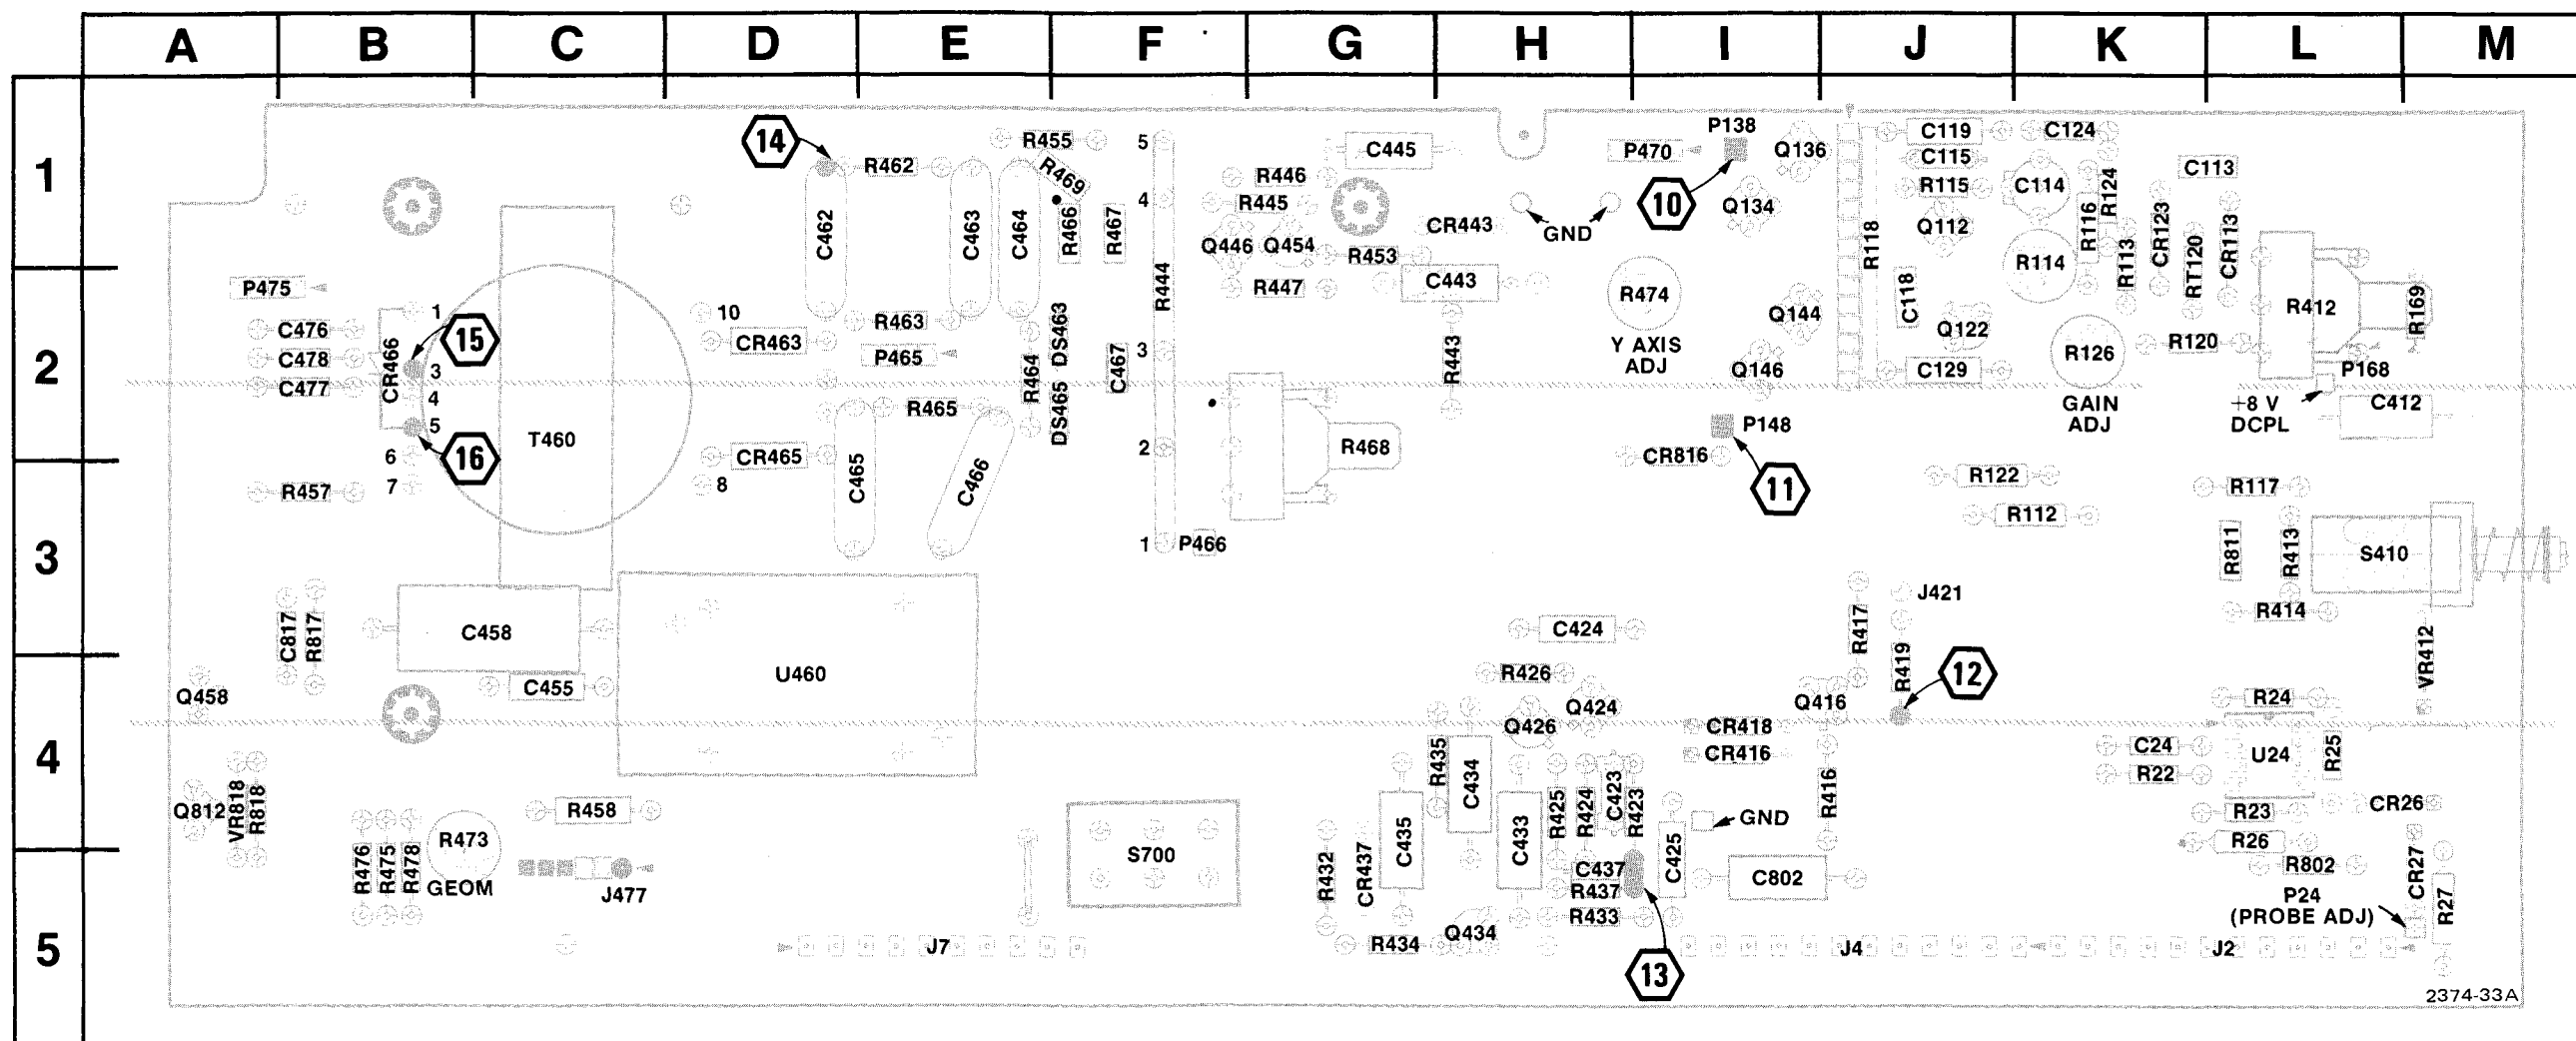 A B C D E F G H I J K L M
1
14 R455 5 C445 P138 P470 Q136 C119 C124
R462 R469 R446 C115 C113
10 R115 C114 R124
C462 C463 C464 R466 R467 4 R445 CR443 GND Q134 R118 Q112 R116 CR123
Q446 Q454 R453 R113 RT120 CR113
R114
2
P475 R444 R447 C443 R474 C118 R412 R169
1 10
C476 15 R463 DS463 Q144 Q122
CR463
C478 CR466 P465 3 Y AXIS
ADJ R126 R120
3 R464 C467 R443 Q146 C129 P168
C477
4 R465 DS465 GAIN
ADJ +8 V
DCPL C412
5 T460 R468 P148
6 16 CR465 2 CR816
R457 7 8 C465 C466 11 R122 R117
R112
3
1 P466 R811 R413 S410
J421
C817 R817 C458 C424 R417 R414 VR412
U460 R426 R419 12
Q458 C455 Q424 Q416 R24
Q426 CR418
4
R435 C434 CR416 C24 U24 R25
R22
Q812 VR818 R818 R458 C435 C433 R425 R424 C423 R423 R416 R23 CR26
GND
R473 R26
R476 R475 R478 S700 R432 CR437 C437 C425 C802 R802 CR27
GEOM J477 R437 P24
(PROBE ADJ) R27
R433
5
J7 R434 Q434 J4 J2
13
2374-33A